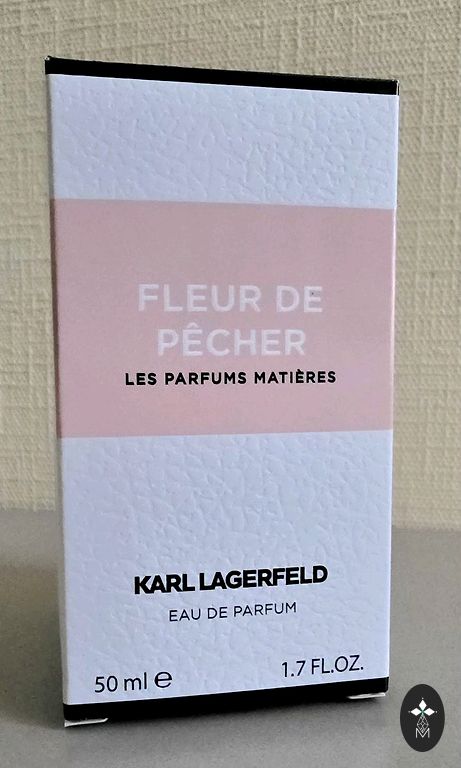 FLEUR DE
PÊCHER
LES PARFUMS MATIÈRES
KARL LAGERFELD
EAU DE PARFUM
50 ml ℮
1.7 FL.OZ.